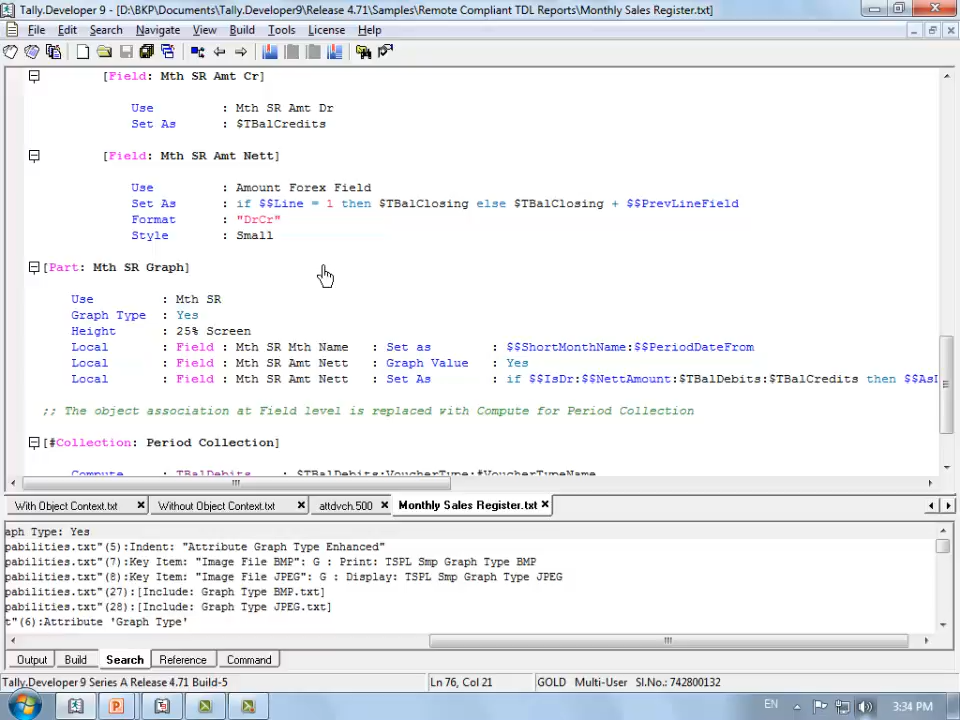 Tally.Developer 9 - [D:\BKP\Documents\Tally.Developer9\Release 4.71\Samples\Remote Compliant TDL Reports\Monthly Sales Register.txt]
File Edit Search Navigate View Build Tools License Help
[Field: Mth SR Amt Cr]
Use : Mth SR Amt Dr
Set As : $TBalCredits
[Field: Mth SR Amt Nett]
Use : Amount Forex Field
Set As : if $$Line = 1 then $TBalClosing else $TBalClosing + $$PrevLineField
Format : "DrCr"
Style : Small
[Part: Mth SR Graph]
Use : Mth SR
Graph Type : Yes
Height : 25% Screen
Local : Field : Mth SR Mth Name : Set as : $$ShortMonthName:$$PeriodDateFrom
Local : Field : Mth SR Amt Nett : Graph Value : Yes
Local : Field : Mth SR Amt Nett : Set As : if $$IsDr:$$NettAmount:$TBalDebits:$TBalCredits then
;; The object association at Field level is replaced with Compute for Period Collection
[#Collection: Period Collection]
Compute : TBalDebits : $TBalDebits:VoucherType:#VoucherTypeName
With Object Context.txt Without Object Context.txt attdvch.500 Monthly Sales Register.txt
aph Type: Yes
pabilities.txt"(5):Indent: "Attribute Graph Type Enhanced"
pabilities.txt"(7):Key Item: "Image File BMP": G : Print: TSPL Smp Graph Type BMP
pabilities.txt"(8):Key Item: "Image File JPEG": G : Display: TSPL Smp Graph Type JPEG
pabilities.txt"(27):[Include: Graph Type BMP.txt]
pabilities.txt"(28):[Include: Graph Type JPEG.txt]
t"(6):Attribute 'Graph Type'
Output Build Search Reference Command
Tally.Developer 9 Series A Release 4.71 Build-5 Ln 76, Col 21 GOLD Multi-User Sl.No.: 742800132
EN 3:34 PM